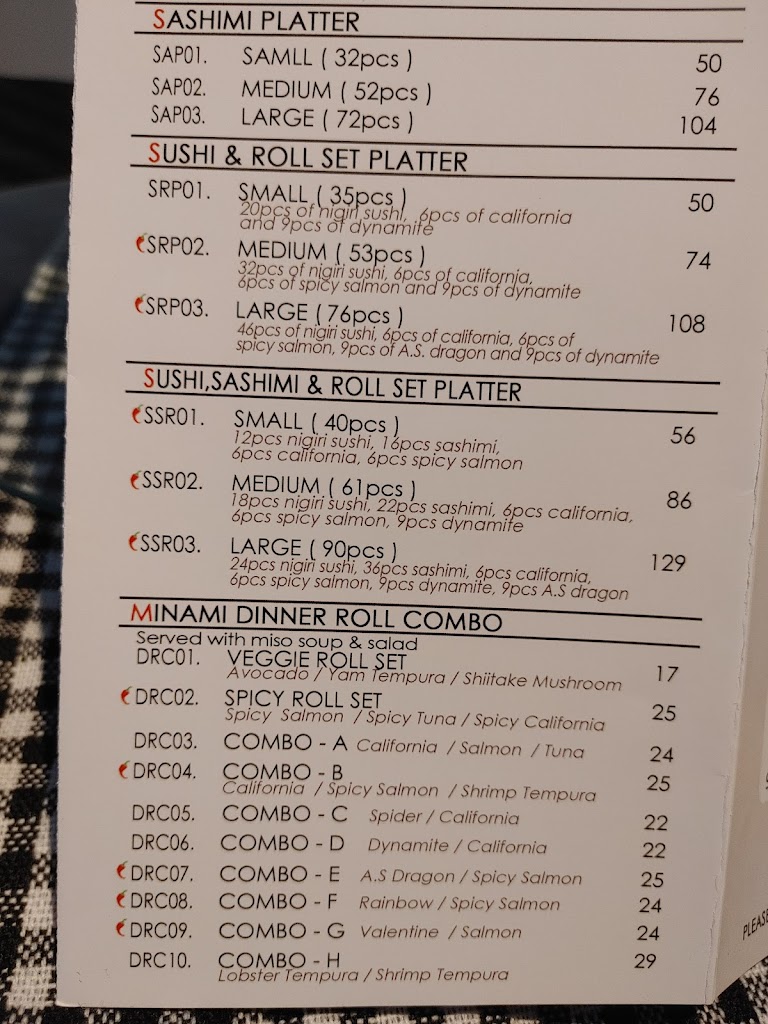 SASHIMI PLATTER
SAP01. SAMLL ( 32pcs ) 50
SAP02. MEDIUM ( 52pcs ) 76
SAP03. LARGE ( 72pcs ) 104
SUSHI & ROLL SET PLATTER
SRP01. SMALL ( 35pcs ) 50
20pcs of nigiri sushi, 6pcs of california
and 9pcs of dynamite
SRP02. MEDIUM ( 53pcs ) 74
32pcs of nigiri sushi, 6pcs of california,
6pcs of spicy salmon and 9pcs of dynamite
SRP03. LARGE ( 76pcs ) 108
46pcs of nigiri sushi, 6pcs of california, 6pcs of
spicy salmon, 9pcs of A.S. dragon and 9pcs of dynamite
SUSHI,SASHIMI & ROLL SET PLATTER
SSR01. SMALL ( 40pcs ) 56
12pcs nigiri sushi, 16pcs sashimi,
6pcs california, 6pcs spicy salmon
SSR02. MEDIUM ( 61pcs ) 86
18pcs nigiri sushi, 22pcs sashimi, 6pcs california,
6pcs spicy salmon, 9pcs dynamite
SSR03. LARGE ( 90pcs ) 129
24pcs nigiri sushi, 36pcs sashimi, 6pcs california,
6pcs spicy salmon, 9pcs dynamite, 9pcs A.S dragon
MINAMI DINNER ROLL COMBO
Served with miso soup & salad
DRC01. VEGGIE ROLL SET 17
Avocado / Yam Tempura / Shiitake Mushroom
DRC02. SPICY ROLL SET 25
Spicy Salmon / Spicy Tuna / Spicy California
DRC03. COMBO - A California / Salmon / Tuna 24
DRC04. COMBO - B 25
California / Spicy Salmon / Shrimp Tempura
DRC05. COMBO - C Spider / California 22
DRC06. COMBO - D Dynamite / California 22
DRC07. COMBO - E A.S Dragon / Spicy Salmon 25
DRC08. COMBO - F Rainbow / Spicy Salmon 24
DRC09. COMBO - G Valentine / Salmon 24
DRC10. COMBO - H 29
Lobster Tempura / Shrimp Tempura